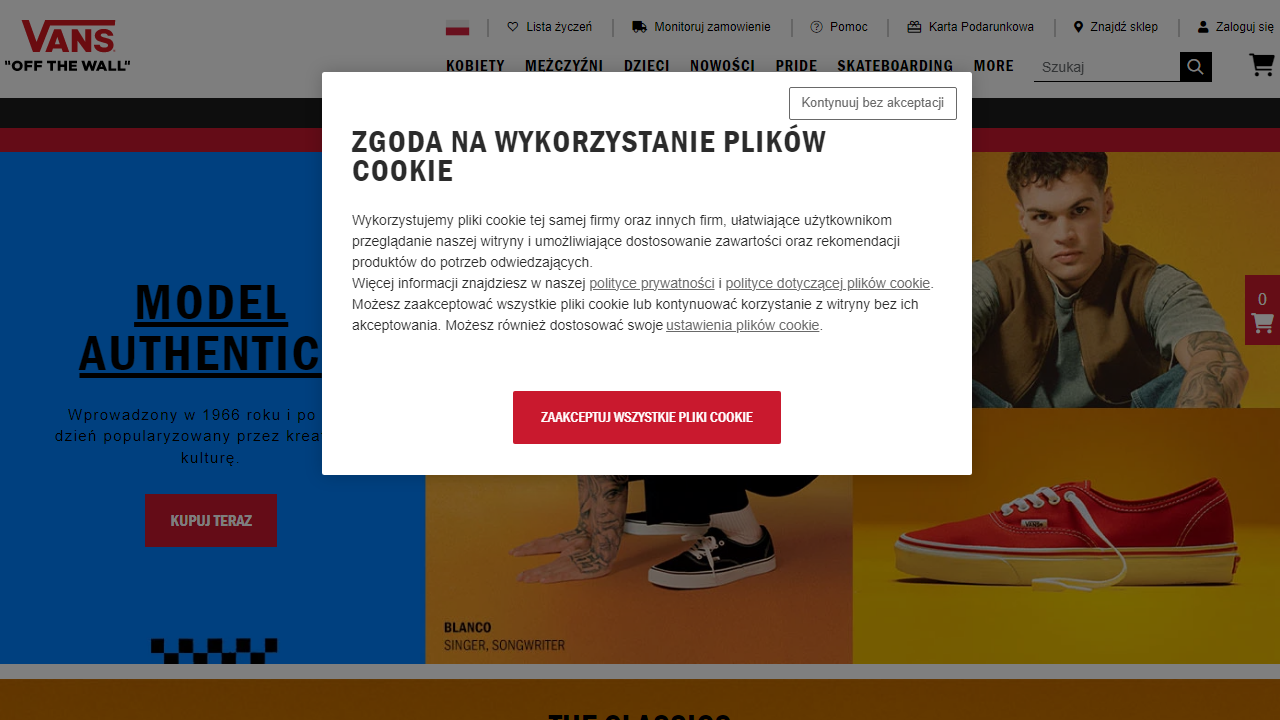 VANS
"OFF THE WALL"
Lista życzeń
Monitoruj zamowienie
Pomoc
Karta Podarunkowa
Znajdź sklep
Zaloguj się
KOBIETY
MĘŻCZYŹNI
DZIECI
NOWOŚCI
PRIDE
SKATEBOARDING
MORE
Szukaj
Kontynuuj bez akceptacji
ZGODA NA WYKORZYSTANIE PLIKÓW
COOKIE
Wykorzystujemy pliki cookie tej samej firmy oraz innych firm, ułatwiające użytkownikom
przeglądanie naszej witryny i umożliwiające dostosowanie zawartości oraz rekomendacji
produktów do potrzeb odwiedzających.
Więcej informacji znajdziesz w naszej polityce prywatności i polityce dotyczącej plików cookie.
Możesz zaakceptować wszystkie pliki cookie lub kontynuować korzystanie z witryny bez ich
akceptowania. Możesz również dostosować swoje ustawienia plików cookie.
ZAAKCEPTUJ WSZYSTKIE PLIKI COOKIE
0
MODEL
AUTHENTIC
Wprowadzony w 1966 roku i po
dzień popularyzowany przez
kulturę.
KUPUJ TERAZ
BLANCO
SINGER, SONGWRITER
VANS
THE CLASSICS